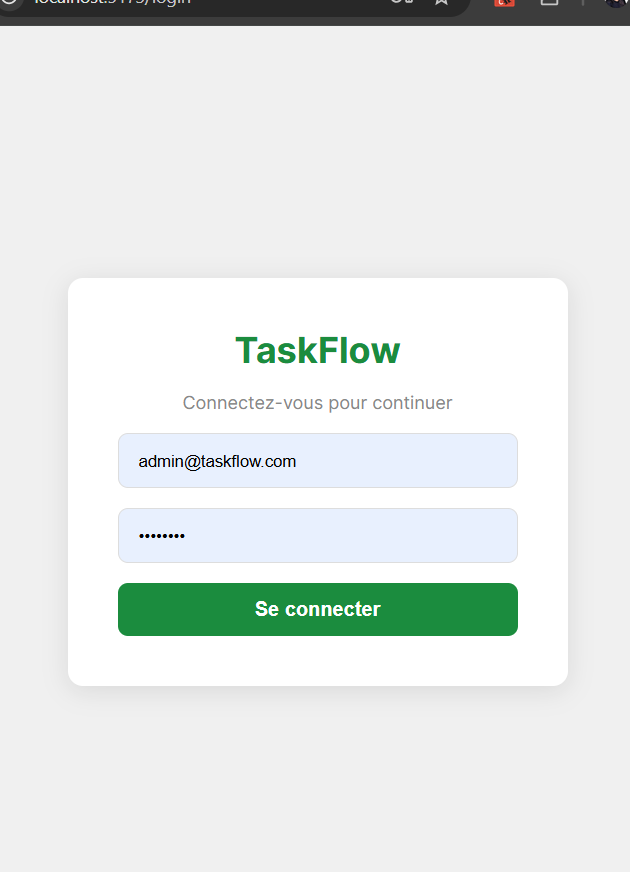 TaskFlow
Connectez-vous pour continuer
admin@taskflow.com
••••••••
Se connecter